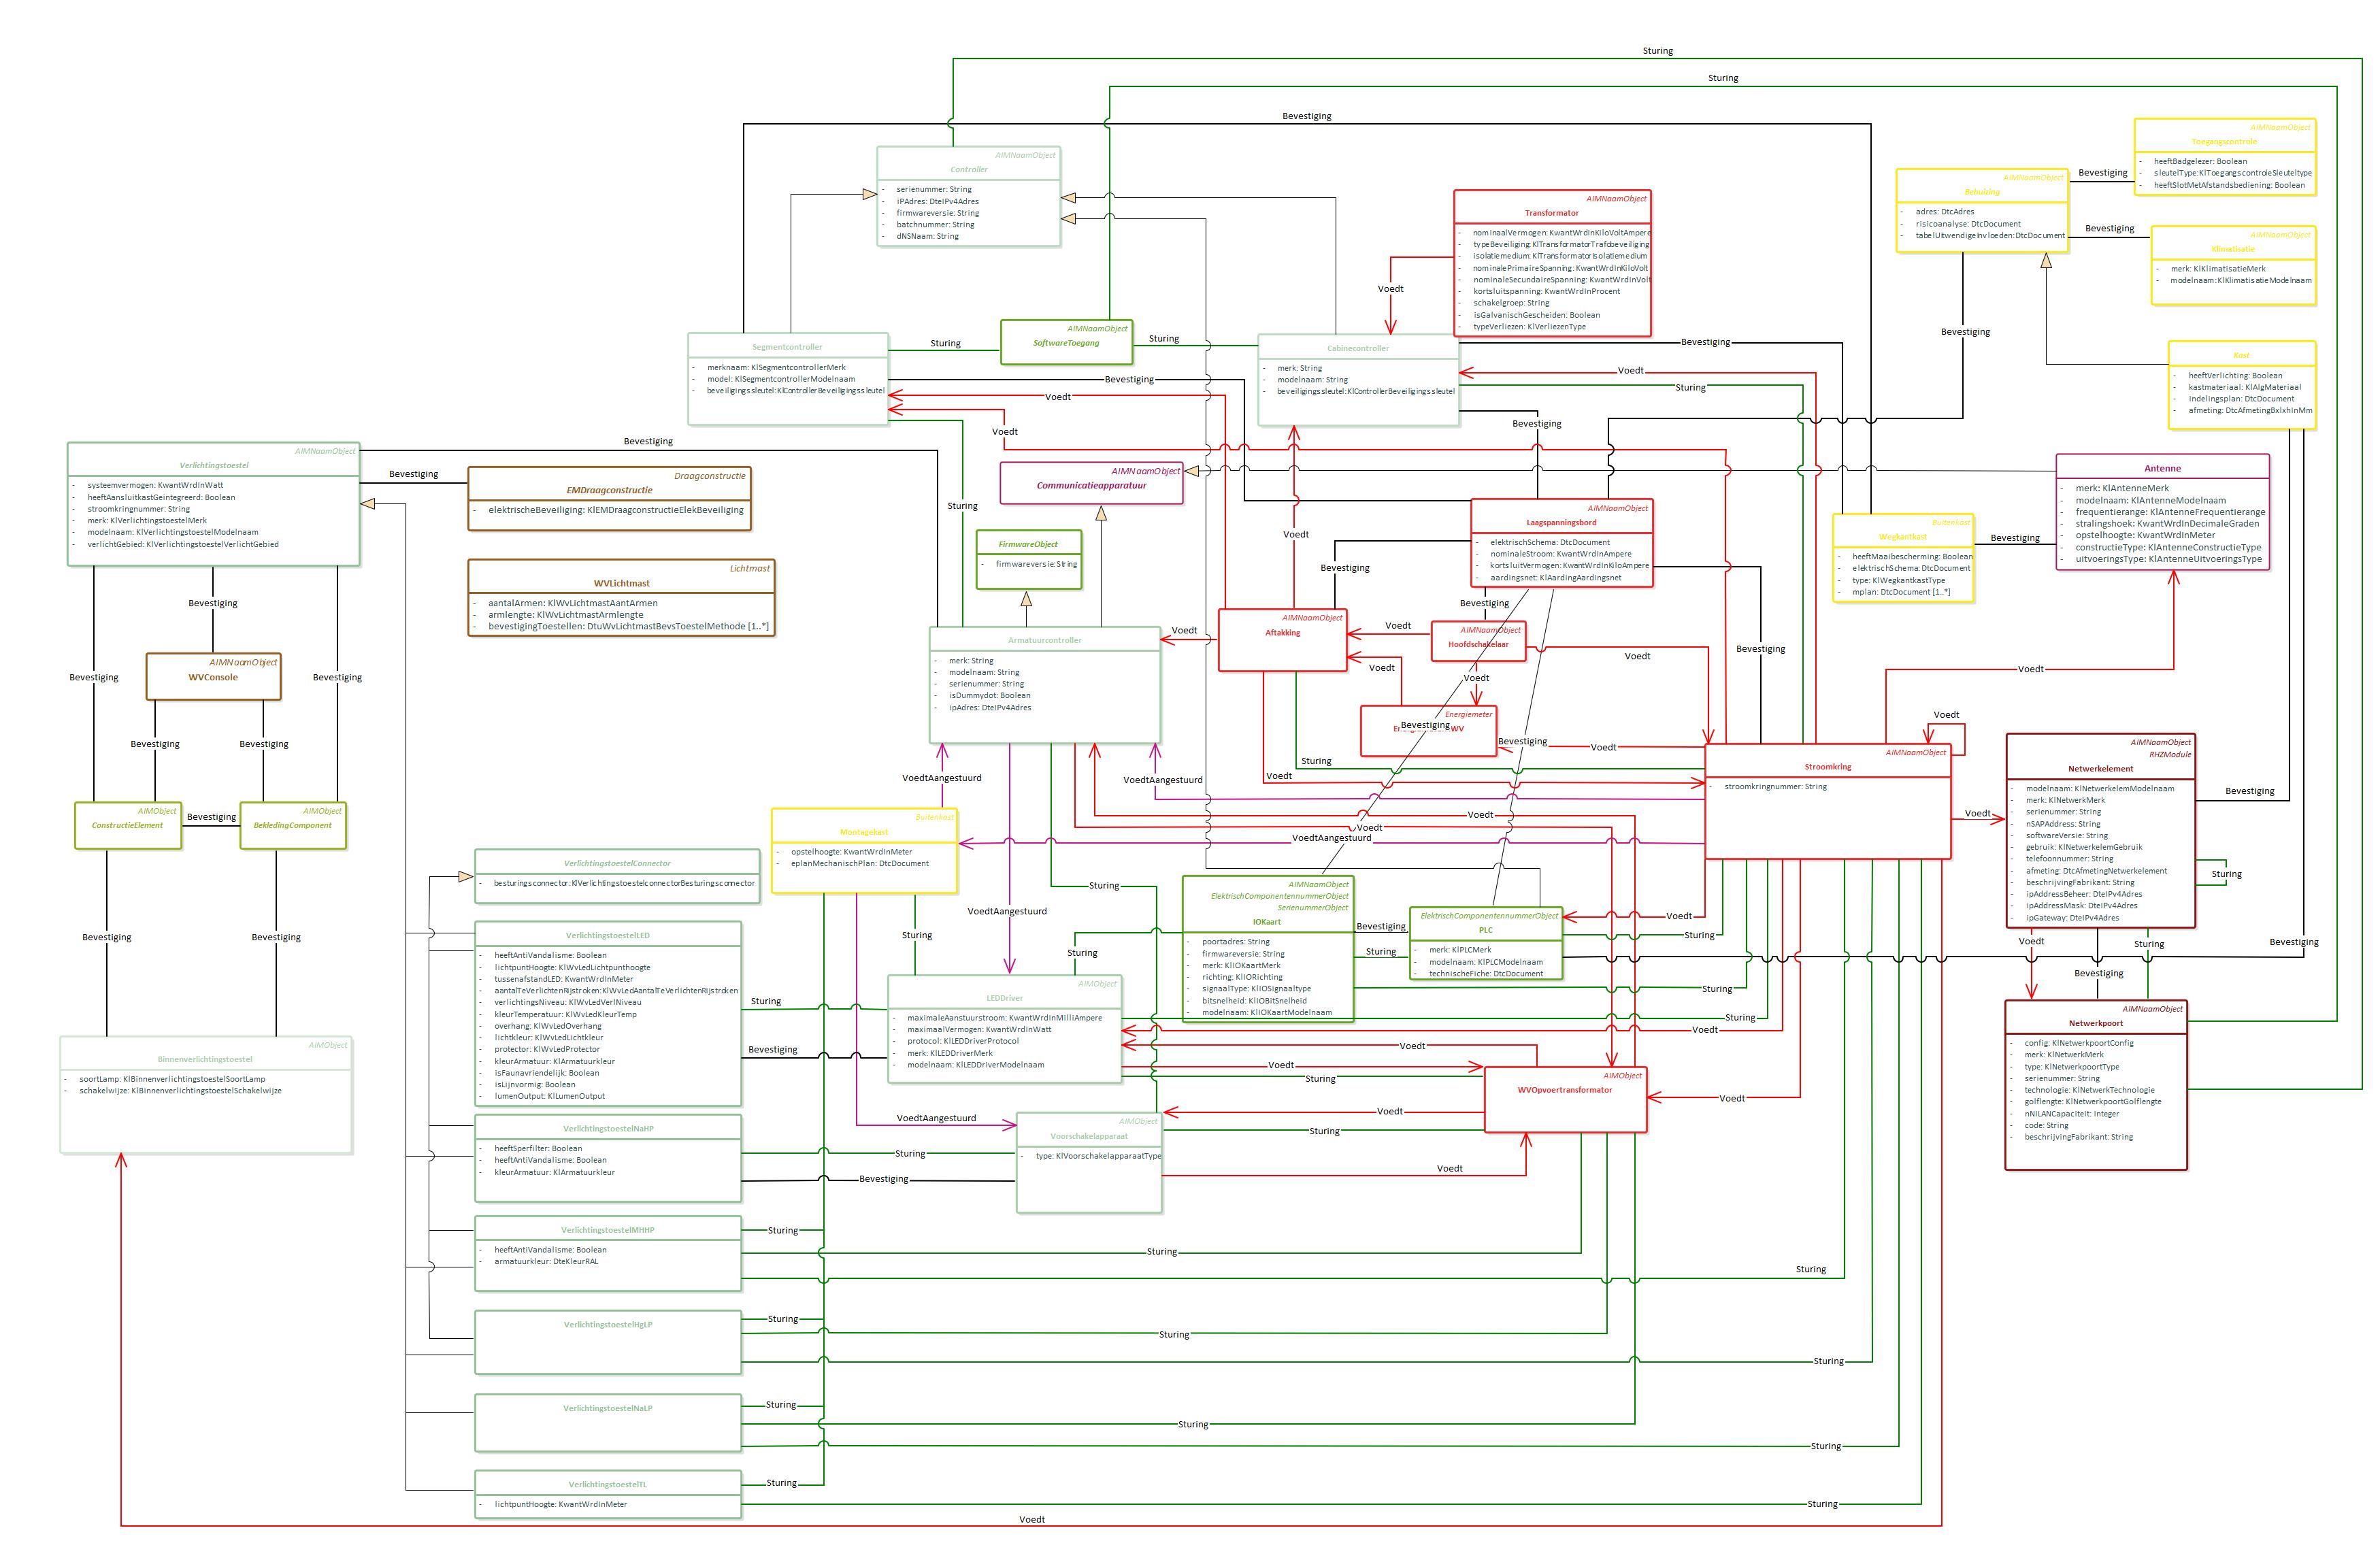 Sturing
Sturing
Bevestiging
AIMNaamObject
Controller
- serienummer: String
- iPAdres: DteIPv4Adres
- firmwareversie: String
- batchnummer: String
- dNSNaam: String
AIMNaamObject
Transformator
- nominaalVermogen: KwantWrdInKiloVoltAmpere
- typeBeveiliging: KlTransformatorTrafobeveiliging
- isolatiemedium: KlTransformatorIsolatiemedium
- nominalePrimaireSpanning: KwantWrdInKiloVolt
- nominaleSecundaireSpanning: KwantWrdInVolt
- kortsluitspanning: KwantWrdInProcent
- schakelgroep: String
- isGalvanischGescheiden: Boolean
- typeVerliezen: KlVerliezenType
AIMNaamObject
Toegangscontrole
- heeftBadgelezer: Boolean
- sleutelType: KlToegangscontroleSleuteltype
- heeftSlotMetAfstandsbediening: Boolean
Bevestiging
AIMNaamObject
Behuizing
- adres: DtcAdres
- risicoanalyse: DtcDocument
- tabelUitwendigeInvloeden: DtcDocument
Bevestiging
AIMNaamObject
Klimatisatie
- merk: KlKlimatisatieMerk
- modelnaam: KlKlimatisatieModelnaam
Voedt
Bevestiging
Segmentcontroller
- merknaam: KlSegmentcontrollerMerk
- model: KlSegmentcontrollerModelnaam
- beveiligingssleutel: KlControllerBeveiligingssleutel
Sturing
AIMNaamObject
SoftwareToegang
Sturing
Cabinecontroller
- merk: String
- modelnaam: String
- beveiligingssleutel: KlControllerBeveiligingssleutel
Bevestiging
Voedt
Sturing
AIMNaamObject
Kast
- heeftVerlichting: Boolean
- kastmateriaal: KlAlgMateriaal
- indelingsplan: DtcDocument
- afmeting: DtcAfmetingBxlxhInMm
Bevestiging
Voedt
Voedt
Bevestiging
Bevestiging
AIMNaamObject
Verlichtingstoestel
- systeemvermogen: KwantWrdInWatt
- heeftAansluitkastGeintegreerd: Boolean
- stroomkringnummer: String
- merk: KlVerlichtingstoestelMerk
- modelnaam: KlVerlichtingstoestelModelnaam
- verlichtGebied: KlVerlichtingstoestelVerlichtGebied
Bevestiging
Draagconstructie
EMDraagconstructie
- elektrischeBeveiliging: KlEMDraagconstructieElekBeveiliging
Lichtmast
WVLichtmast
- aantalArmen: KlWvLichtmastAantArmen
- armlengte: KlWvLichtmastArmlengte
- bevestigingToestellen: DtuWvLichtmastBevsToestelMethode [1..*]
AIMNaamObject
Communicatieapparatuur
Sturing
AIMNaamObject
Antenne
- merk: KlAntenneMerk
- modelnaam: KlAntenneModelnaam
- frequentierange: KlAntenneFrequentierange
- stralingshoek: KwantWrdInDecimaleGraden
- opstelhoogte: KwantWrdInMeter
- constructieType: KlAntenneConstructieType
- uitvoeringsType: KlAntenneUitvoeringsType
FirmwareObject
- firmwareversie: String
Voedt
AIMNaamObject
Laagspanningsbord
- elektrischSchema: DtcDocument
- nominaleStroom: KwantWrdInAmpere
- kortsluitVermogen: KwantWrdInKiloAmpere
- aardingsnet: KlAardingAardingsnet
Buitenkast
Wegkantkast
- heeftMaaibescherming: Boolean
- elektrischSchema: DtcDocument
- type: KlWegkantkastType
- mplan: DtcDocument [1..*]
Bevestiging
Bevestiging
Bevestiging
Bevestiging
AIMNaamObject
Aftakking
AIMNaamObject
Hoofdschakelaar
Voedt
Voedt
Voedt
Voedt
Voedt
Bevestiging
Voedt
Armatuurcontroller
- merk: String
- modelnaam: String
- serienummer: String
- isDummydot: Boolean
- ipAdres: DteIPv4Adres
AIMNaamObject
WVConsole
Bevestiging
Bevestiging
Bevestiging
Bevestiging
Energiemeter
WV
Bevestiging
Bevestiging
Voedt
Voedt
Sturing
Voedt
VoedtAangestuurd
VoedtAangestuurd
AIMNaamObject
Stroomkring
- stroomkringnummer: String
AIMNaamObject
RHZModule
Netwerkelement
- modelnaam: KlNetwerkelemModelnaam
- merk: KlNetwerkMerk
- serienummer: String
- nSAPAddress: String
- softwareVersie: String
- gebruik: KlNetwerkelemGebruik
- telefoonnummer: String
- afmeting: DtcAfmetingNetwerkelement
- beschrijvingFabrikant: String
- ipAddressBeheer: DteIPv4Adres
- ipAddressMask: DteIPv4Adres
- ipGateway: DteIPv4Adres
Bevestiging
Voedt
Sturing
AIMObject
ConstructieElement
Bevestiging
AIMObject
BekledingComponent
Buitenkast
Montagekast
- opstelhoogte: KwantWrdInMeter
- eplanMechanischPlan: DtcDocument
Voedt
Voedt
VoedtAangestuurd
VerlichtingstoestelConnector
- besturingsconnector: KlVerlichtingstoestelconnectorBesturingsconnector
Sturing
VoedtAangestuurd
Sturing
Sturing
AIMNaamObject
ElektrischComponentennummerObject
SerienummerObject
IOKaart
- poortadres: String
- firmwareversie: String
- merk: KlIOKaartMerk
- richting: KlIORichting
- signaalType: KlIOSignaaltype
- bitsnelheid: KlIOBitSnelheid
- modelnaam: KlIOKaartModelnaam
Bevestiging
Sturing
ElektrischComponentennummerObject
PLC
- merk: KlPLCMerk
- modelnaam: KlPLCModelnaam
- technischeFiche: DtcDocument
Voedt
Sturing
Sturing
Bevestiging
Bevestiging
Bevestiging
Voedt
Sturing
Bevestiging
VerlichtingstoestelLED
- heeftAntiVandalisme: Boolean
- lichtpuntHoogte: KlWvLedLichtpunthoogte
- tussenafstandLED: KwantWrdInMeter
- aantalTeVerlichtenRijstroken: KlWvLedAantalTeVerlichtenRijstroken
- verlichtingsNiveau: KlWvLedVerlNiveau
- kleurTemperatuur: KlWvLedKleurTemp
- overhang: KlWvLedOverhang
- lichtkleur: KlWvLedLichtkleur
- protector: KlWvLedProtector
- kleurArmatuur: KlArmatuurkleur
- isFaunavriendelijk: Boolean
- isLijnvormig: Boolean
- lumenOutput: KlLumenOutput
Sturing
Bevestiging
AIMObject
LEDDriver
- maximaleAanstuurstroom: KwantWrdInMilliAmpere
- maximaalVermogen: KwantWrdInWatt
- protocol: KlLEDDriverProtocol
- merk: KlLEDDriverMerk
- modelnaam: KlLEDDriverModelnaam
Sturing
Voedt
Voedt
Voedt
Sturing
AIMObject
WVOpvoertransformator
Voedt
AIMNaamObject
Netwerkpoort
- config: KlNetwerkpoortConfig
- merk: KlNetwerkMerk
- type: KlNetwerkpoortType
- serienummer: String
- technologie: KlNetwerkTechnologie
- golflengte: KlNetwerkpoortGolflengte
- nNILANCapaciteit: Integer
- code: String
- beschrijvingFabrikant: String
AIMObject
Binnenverlichtingstoestel
- soortLamp: KlBinnenverlichtingstoestelSoortLamp
- schakelwijze: KlBinnenverlichtingstoestelSchakelwijze
VerlichtingstoestelNaHP
- heeftSperfilter: Boolean
- heeftAntiVandalisme: Boolean
- kleurArmatuur: KlArmatuurkleur
VoedtAangestuurd
Sturing
Bevestiging
AIMObject
Voorschakelapparaat
- type: KlVoorschakelapparaatType
Voedt
Sturing
Voedt
VerlichtingstoestelMHHP
- heeftAntiVandalisme: Boolean
- armatuurkleur: DteKleurRAL
Sturing
Sturing
Sturing
VerlichtingstoestelHgLP
Sturing
Sturing
Sturing
VerlichtingstoestelNaLP
Sturing
Sturing
Sturing
VerlichtingstoestelTL
- lichtpuntHoogte: KwantWrdInMeter
Sturing
Sturing
Voedt